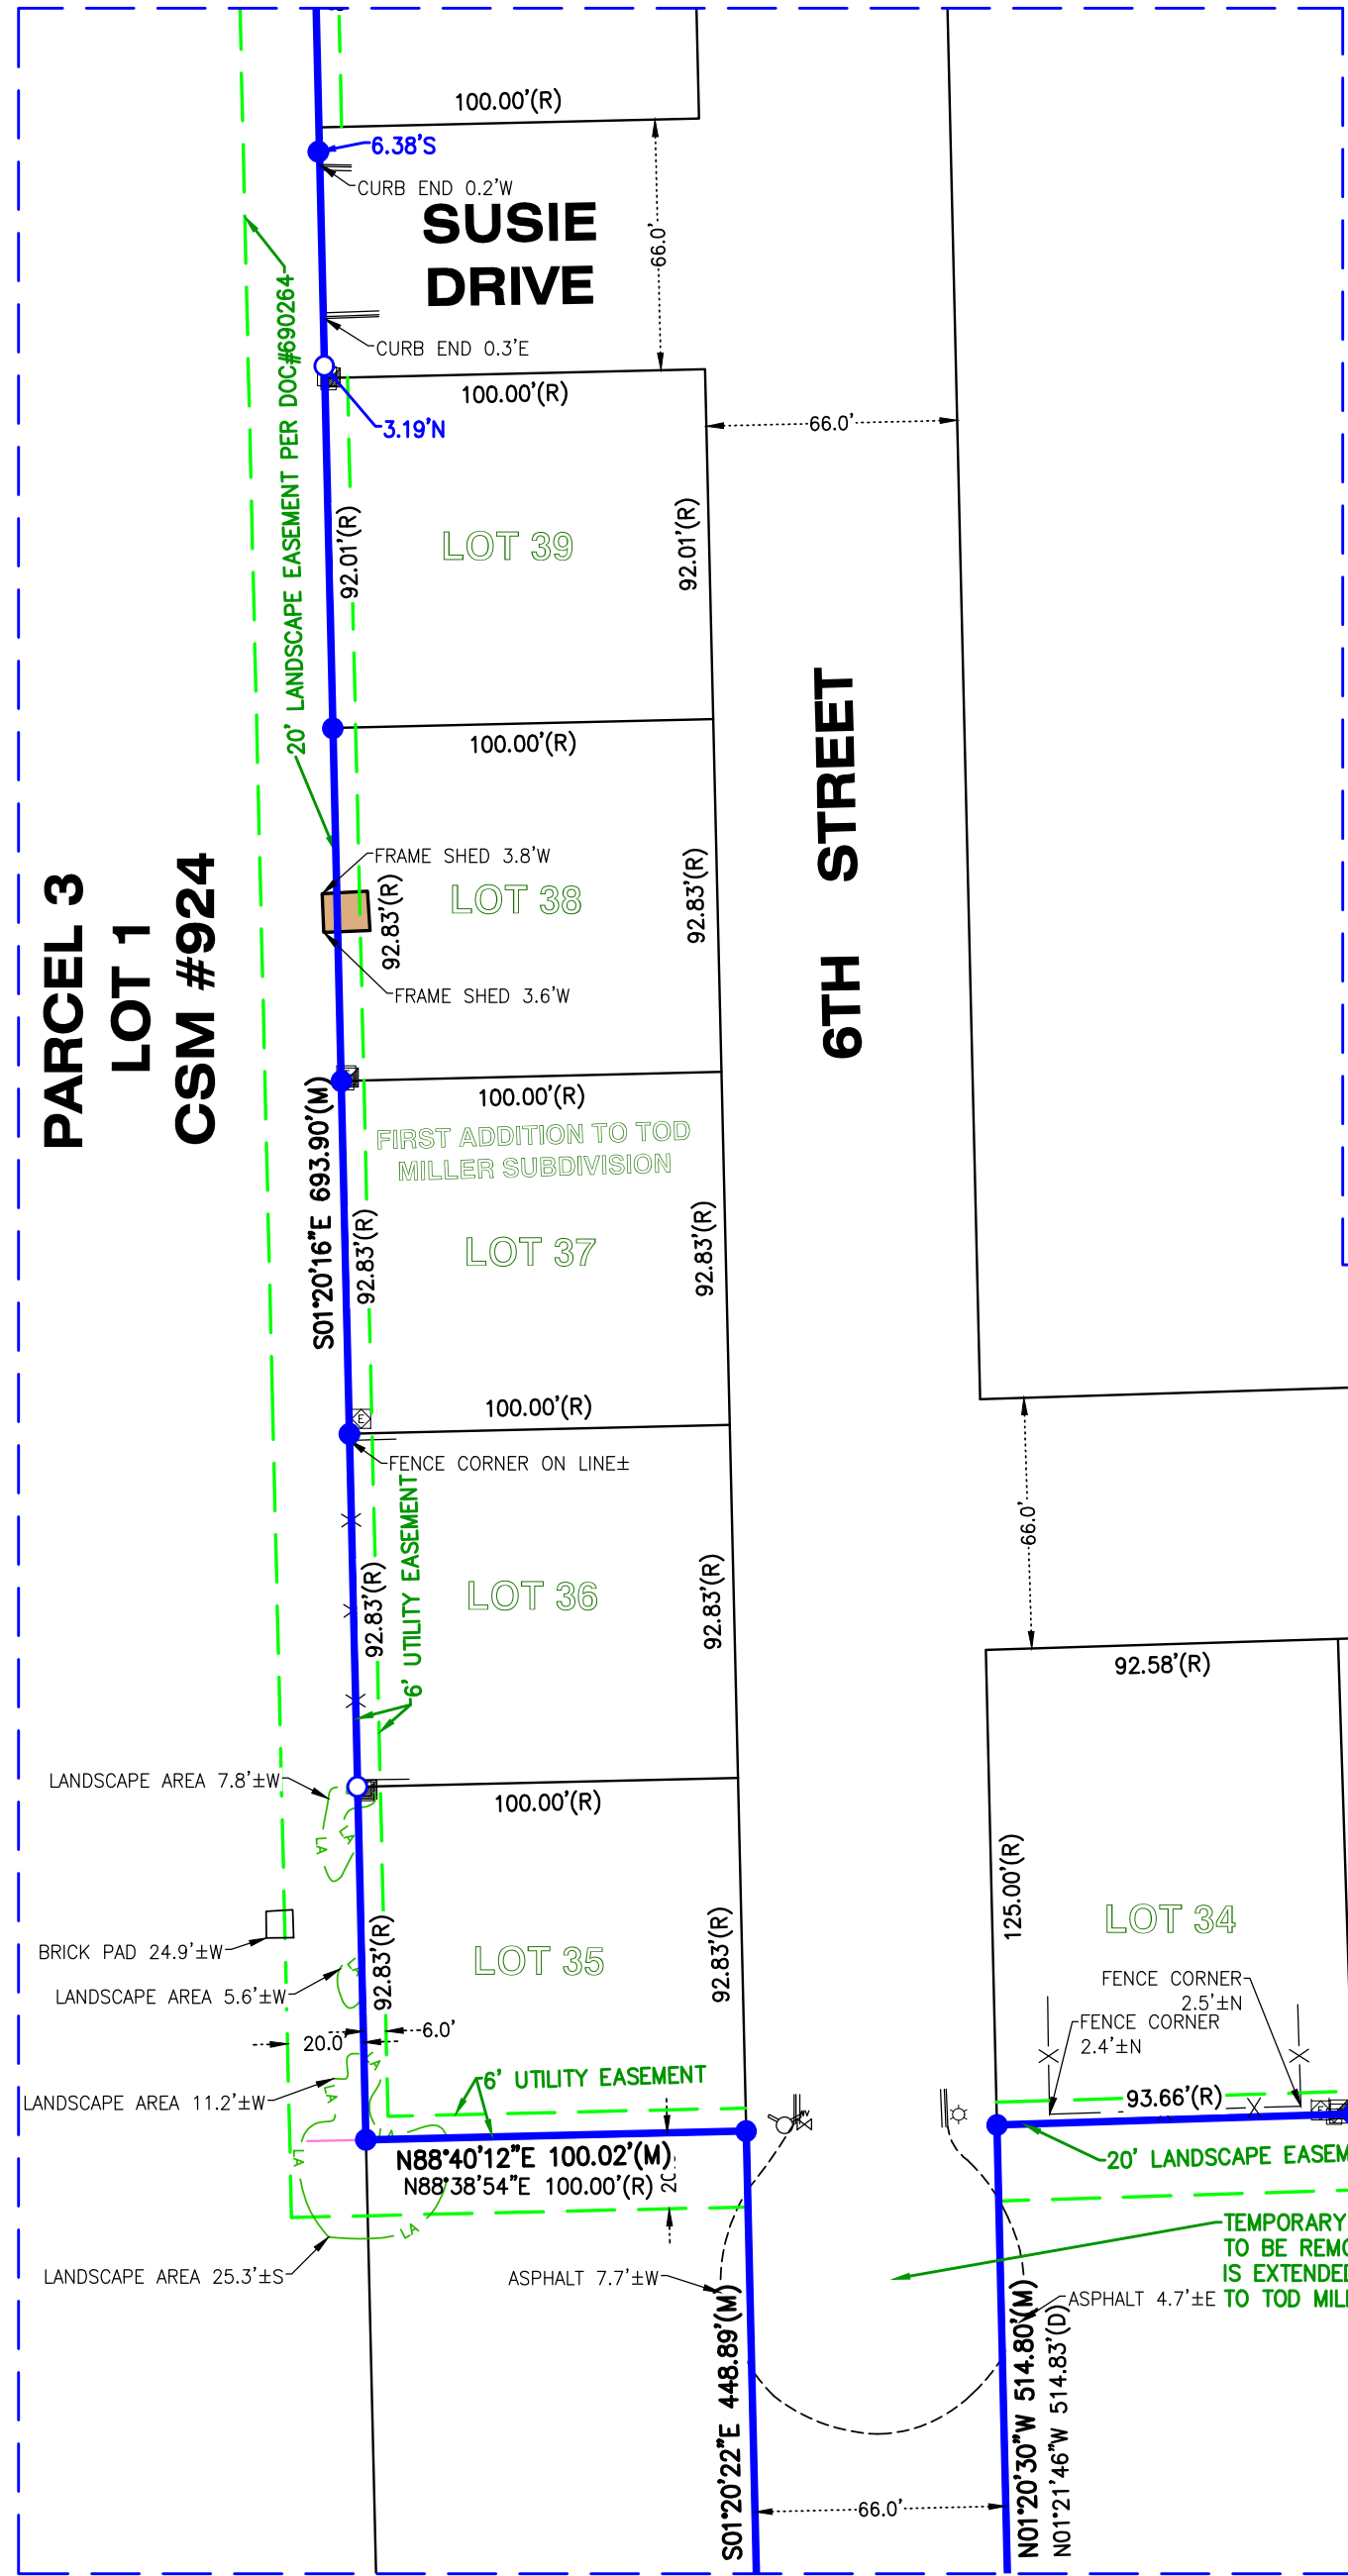 100.00'(R)
6.38'S
CURB END 0.2'W
SUSIE
DRIVE
66.0'
CURB END 0.3'E
100.00'(R)
3.19'N
66.0'
20' LANDSCAPE EASEMENT PER DOC#690264
92.01'(R)
LOT 39
92.01'(R)
100.00'(R)
6TH STREET
FRAME SHED 3.8'W
LOT 38
92.83'(R)
92.83'(R)
FRAME SHED 3.6'W
PARCEL 3
LOT 1
CSM #924
100.00'(R)
S01°20'16"E 693.90'(M)
FIRST ADDITION TO TOD
MILLER SUBDIVISION
LOT 37
92.83'(R)
92.83'(R)
100.00'(R)
E
FENCE CORNER ON LINE±
66.0'
6' UTILITY EASEMENT
LOT 36
92.83'(R)
92.83'(R)
92.58'(R)
LANDSCAPE AREA 7.8'±W
100.00'(R)
LA
LA
125.00'(R)
LOT 34
BRICK PAD 24.9'±W
92.83'(R)
LOT 35
92.83'(R)
LA
LANDSCAPE AREA 5.6'±W
FENCE CORNER
2.5'±N
FENCE CORNER
2.4'±N
20.0'
6.0'
LA
6' UTILITY EASEMENT
LANDSCAPE AREA 11.2'±W
LA
93.66'(R)
LA
LA
N88°40'12"E 100.02'(M)
N88°38'54"E 100.00'(R)
20' LANDSCAPE EASEM
LA
LANDSCAPE AREA 25.3'±S
ASPHALT 7.7'±W
TEMPORARY
TO BE REMO
IS EXTENDED
TO TOD MIL
ASPHALT 4.7'±E
S01°20'22"E 448.89'(M)
N01°20'30"W 514.80'(M)
N01°21'46"W 514.83'(D)
66.0'